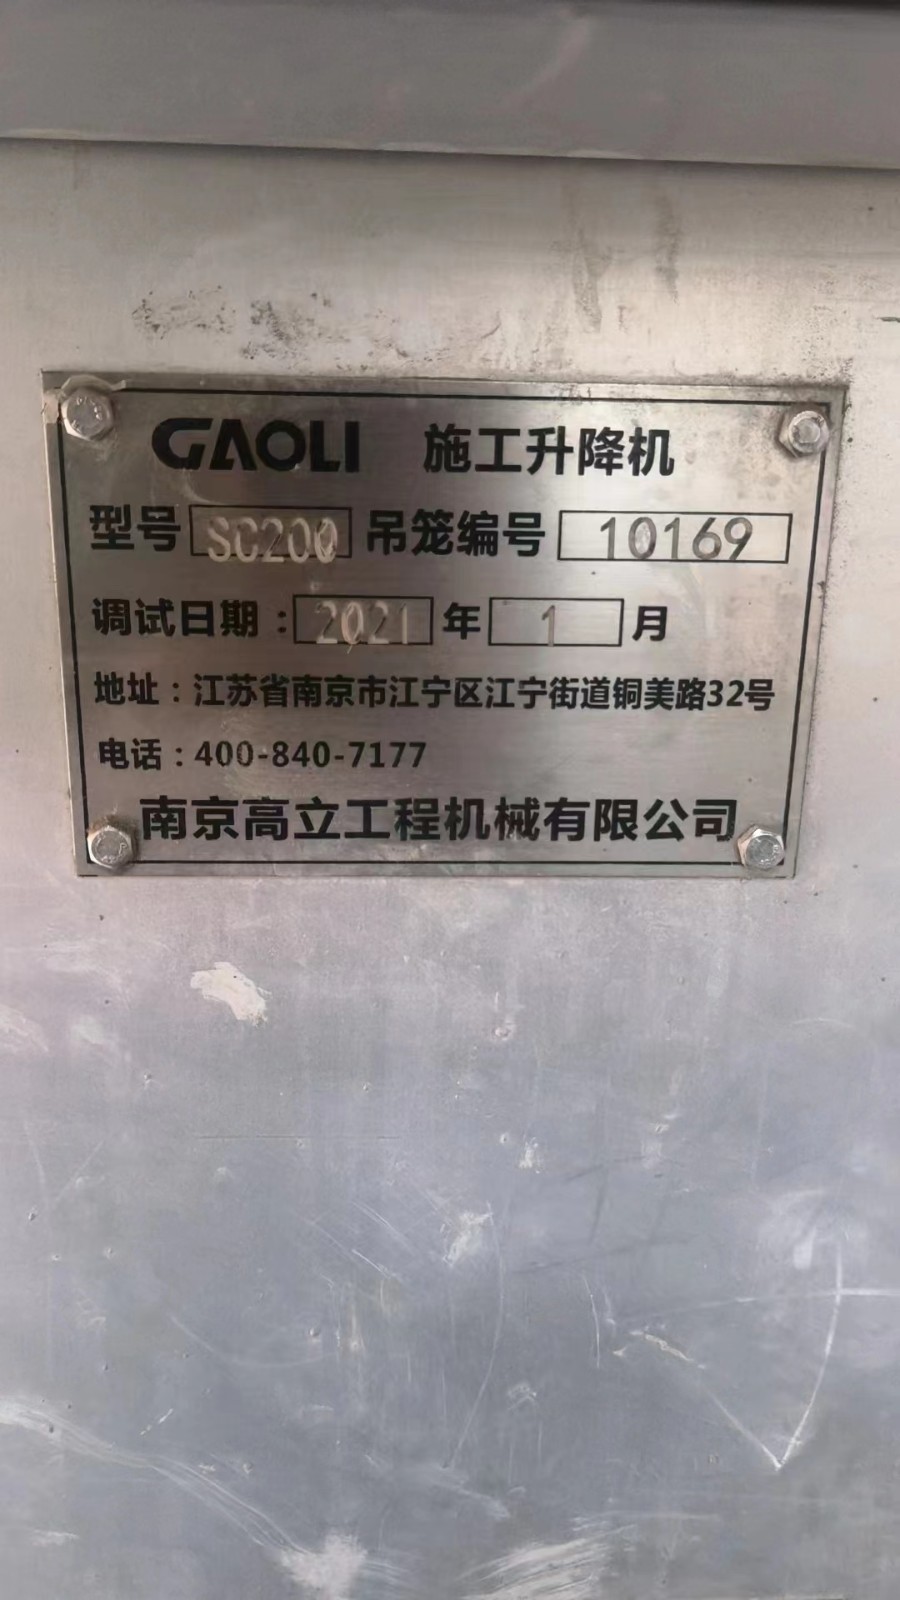 GAOLI 施工升降机
型号 SC200 吊笼编号 10169
调试日期：2021 年 1 月
地址：江苏省南京市江宁区江宁街道铜美路32号
电话：400-840-7177
南京高立工程机械有限公司